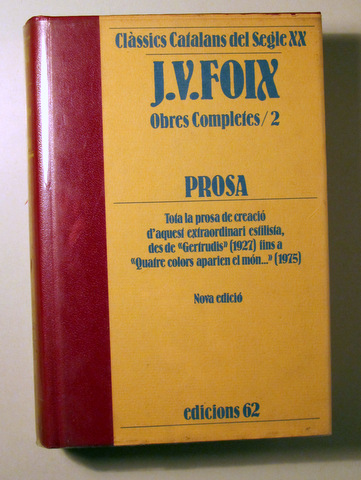 Clàssics Catalans del Segle XX
J.V.FOIX
Obres Completes/2
PROSA
Tota la prosa de creació
d'aquest extraordinari estilista,
des de «Gertrudis» (1927) fins a
«Quatre colors aparien el món...» (1975)
Nova edició
edicions 62